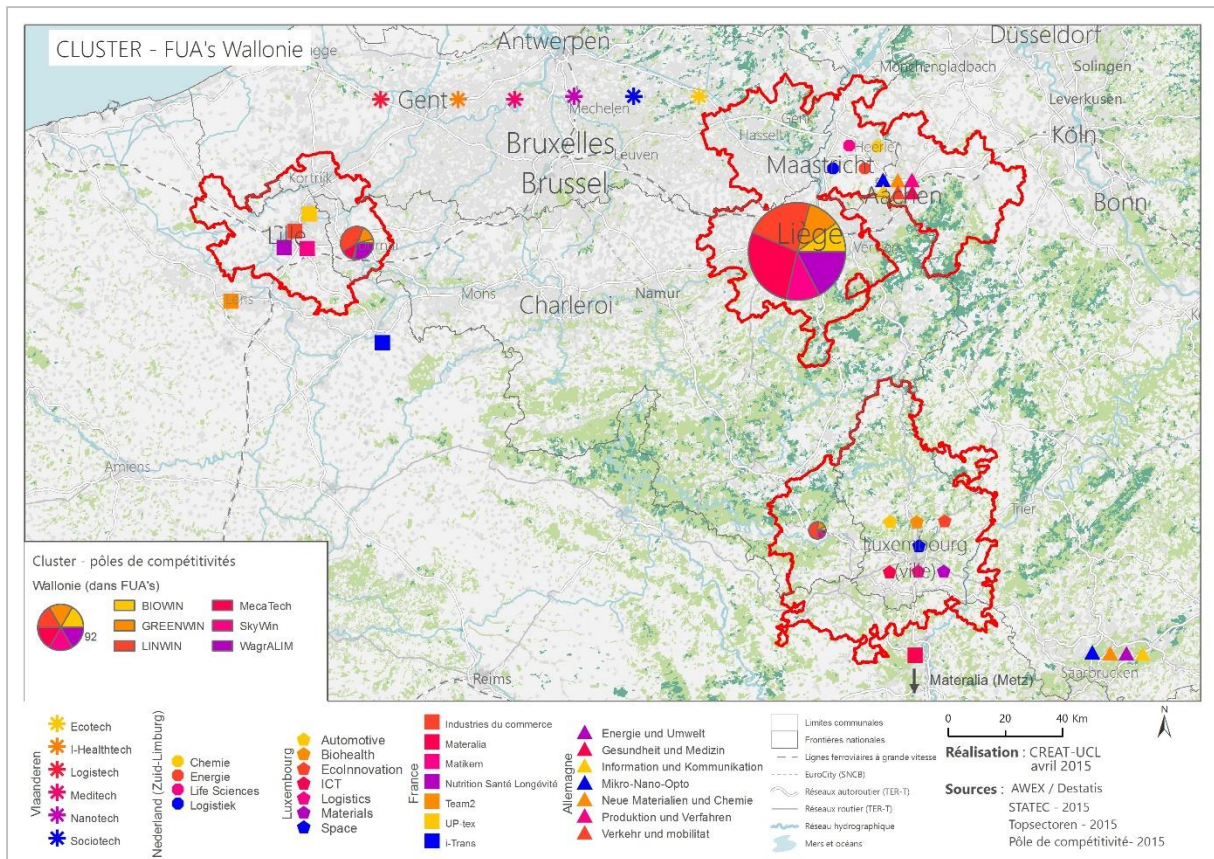 CLUSTER - FUA's Wallonie
Antwerpen
Düsseldorf
Mönchengladbach
Solingen
Leverkusen
Gent
Mechelen
Genk
Hasselt
Köln
Kortrijk
Bruxelles
Brussel
Leuven
Maastricht
Heerlen
Aachen
Bonn
Lille
Liège
Lens
Mons
Charleroi
Namur
Amiens
Trier
Luxembourg
(ville)
Reims
Saarbrücken
Materalia (Metz)
Cluster - pôles de compétitivités
Wallonie (dans FUA's)
92
BIOWIN
GREENWIN
LINWIN
MecaTech
SkyWin
WagrALIM
Vlaanderen
Ecotech
I-Healthtech
Logistech
Meditech
Nanotech
Sociotech
Nederland (Zuid-Limburg)
Chemie
Energie
Life Sciences
Logistiek
Luxembourg
Automotive
Biohealth
EcoInnovation
ICT
Logistics
Materials
Space
France
Industries du commerce
Materalia
Matikem
Nutrition Santé Longévité
Team2
UP-tex
i-Trans
Allemagne
Energie und Umwelt
Gesundheit und Medizin
Information und Kommunikation
Mikro-Nano-Opto
Neue Materialien und Chemie
Produktion und Verfahren
Verkehr und mobilitat
Limites communales
Frontières nationales
Lignes ferroviaires à grande vitesse
EuroCity (SNCB)
Réseaux autoroutier (TER-T)
Réseaux routier (TER-T)
Réseau hydrographique
Mers et océans
0 20 40 Km
N
Réalisation : CREAT-UCL
avril 2015
Sources : AWEX / Destatis
STATEC - 2015
Topsectoren - 2015
Pôle de compétitivité- 2015